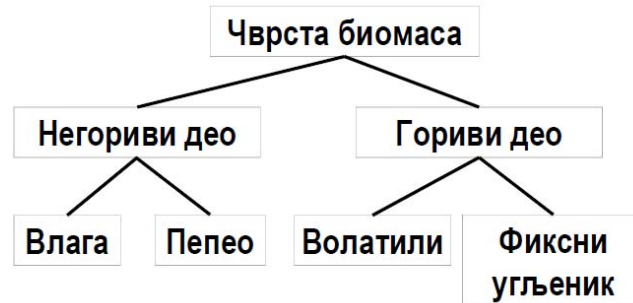 Чврста биомаса
Негориви део
Гориви део
Влага
Пепео
Волатили
Фиксни
угљеник